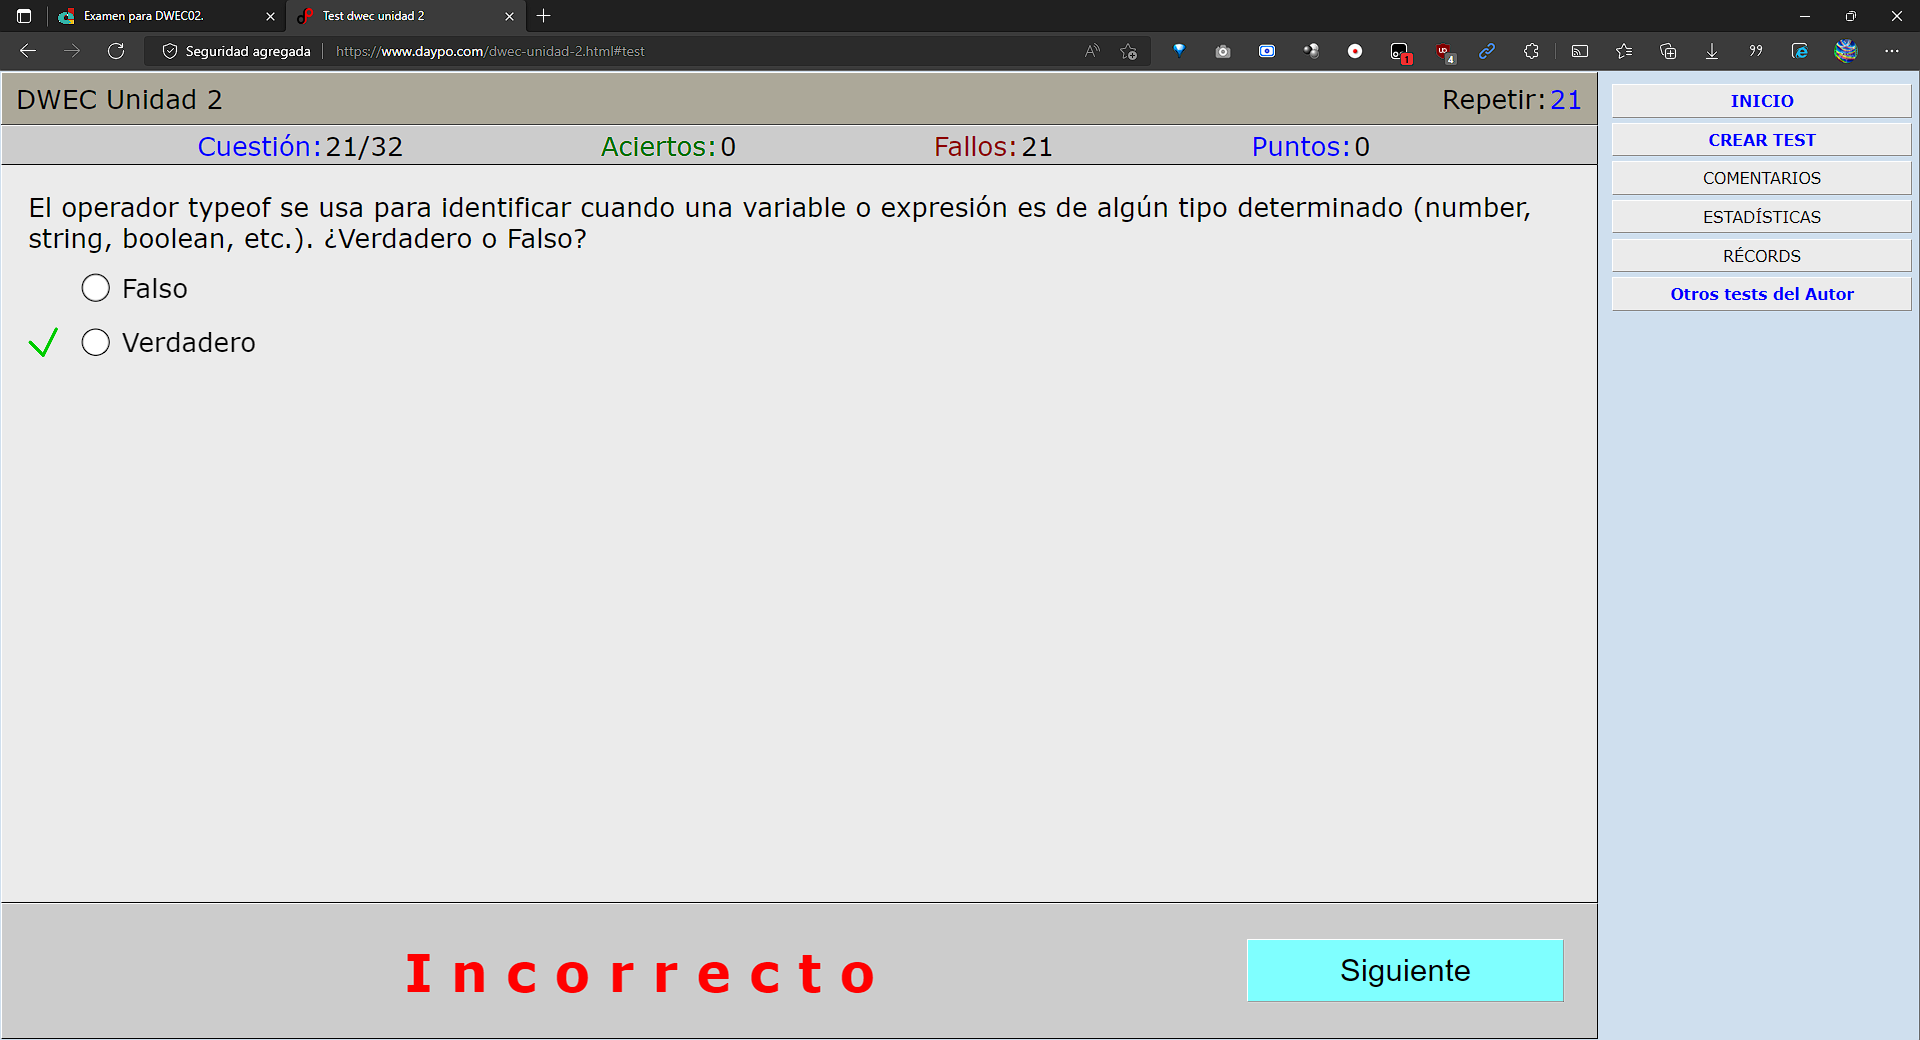 Examen para DWEC02.
Test dwec unidad 2
Seguridad agregada
https://www.daypo.com/dwec-unidad-2.html#test
1
4
DWEC Unidad 2
Repetir: 21
Cuestión: 21/32
Aciertos: 0
Fallos: 21
Puntos: 0
El operador typeof se usa para identificar cuando una variable o expresión es de algún tipo determinado (number,
string, boolean, etc.). ¿Verdadero o Falso?
Falso
Verdadero
Incorrecto
Siguiente
INICIO
CREAR TEST
COMENTARIOS
ESTADÍSTICAS
RÉCORDS
Otros tests del Autor